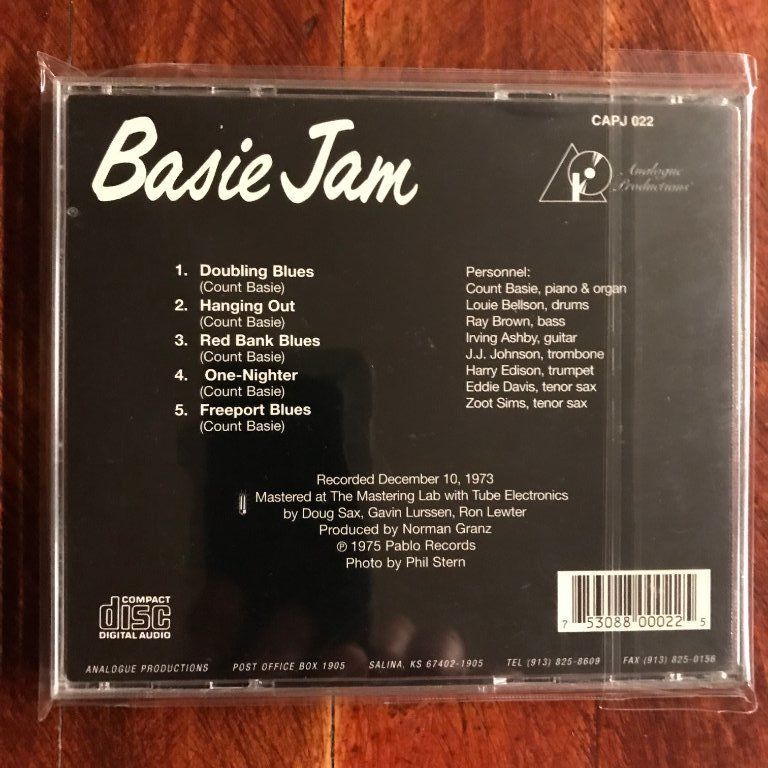 CAPJ 022
Basie Jam
Analogue
Productions
1. Doubling Blues
(Count Basie)
2. Hanging Out
(Count Basie)
3. Red Bank Blues
(Count Basie)
4. One-Nighter
(Count Basie)
5. Freeport Blues
(Count Basie)
Personnel:
Count Basie, piano & organ
Louie Bellson, drums
Ray Brown, bass
Irving Ashby, guitar
J.J. Johnson, trombone
Harry Edison, trumpet
Eddie Davis, tenor sax
Zoot Sims, tenor sax
Recorded December 10, 1973
Mastered at The Mastering Lab with Tube Electronics
by Doug Sax, Gavin Lurssen, Ron Lewter
Produced by Norman Granz
℗ 1975 Pablo Records
Photo by Phil Stern
COMPACT
disc
DIGITAL AUDIO
7 53088 00022 5
ANALOGUE PRODUCTIONS POST OFFICE BOX 1905 SALINA, KS 67402-1905 TEL (913) 825-8609 FAX (913) 825-0156